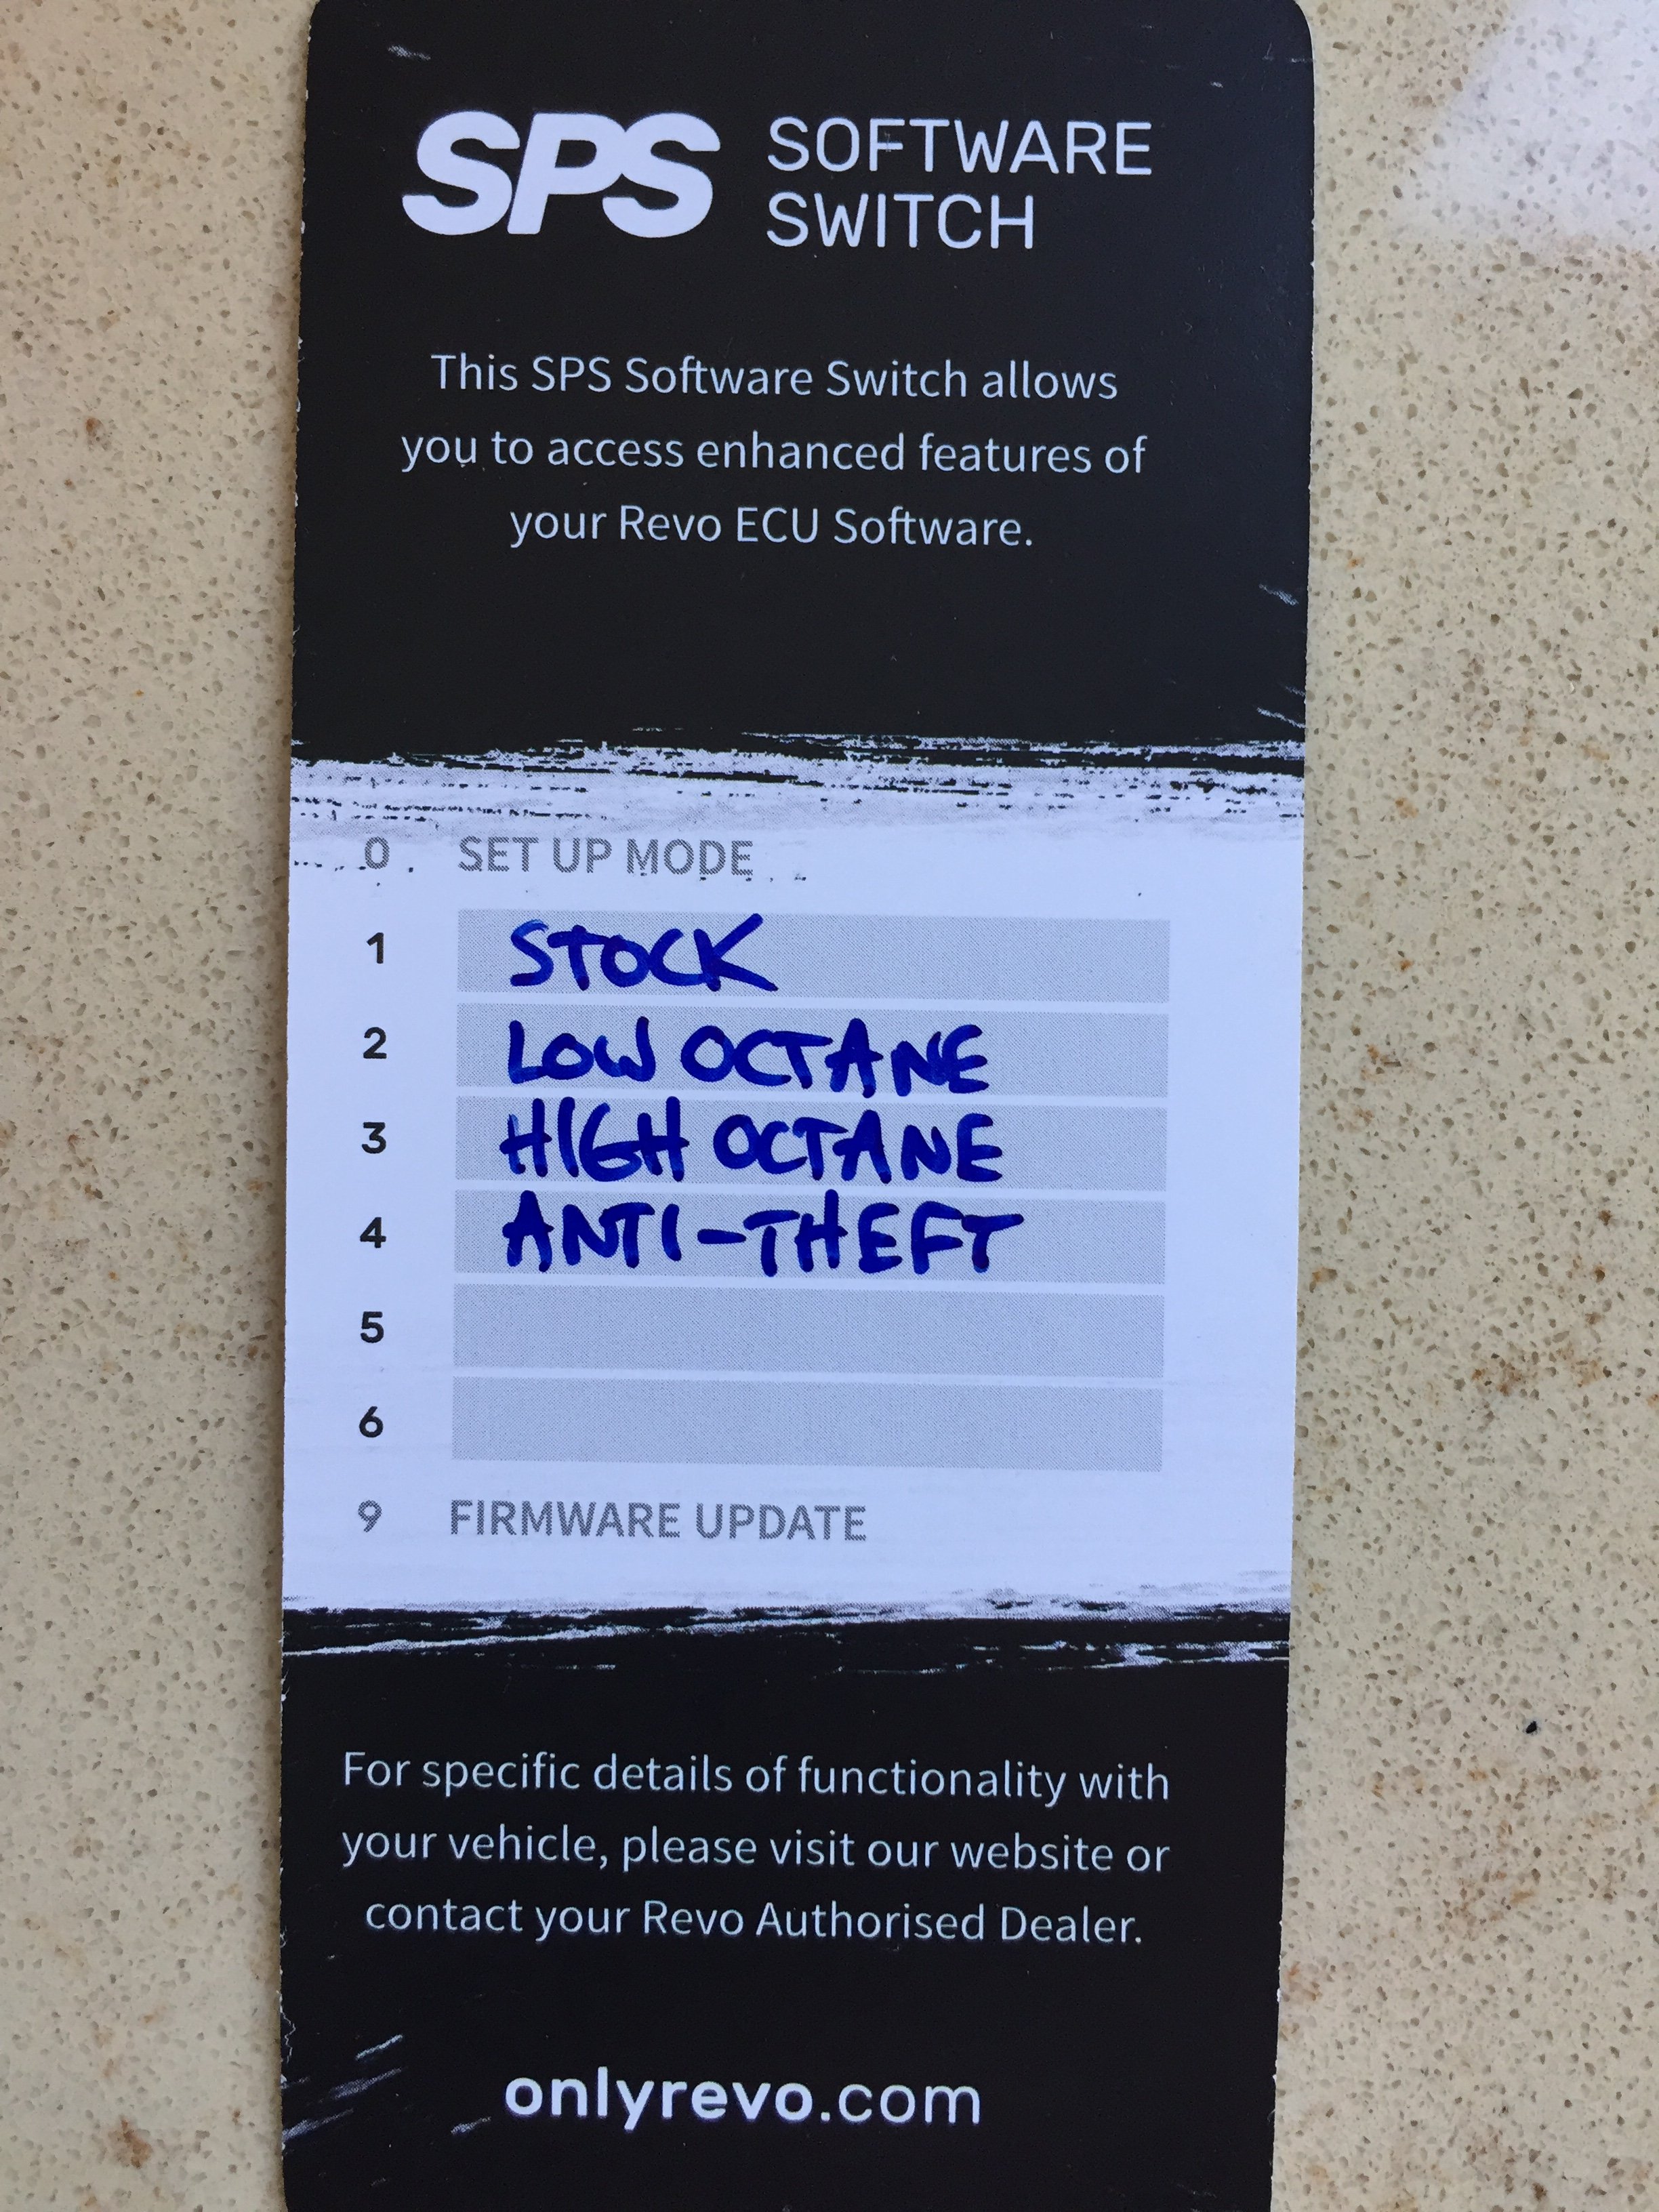 SPS SOFTWARE
SWITCH
This SPS Software Switch allows
you to access enhanced features of
your Revo ECU Software.
0 SET UP MODE
1 STOCK
2 LOW OCTANE
3 HIGH OCTANE
4 ANTI-THEFT
5
6
9 FIRMWARE UPDATE
For specific details of functionality with
your vehicle, please visit our website or
contact your Revo Authorised Dealer.
onlyrevo.com